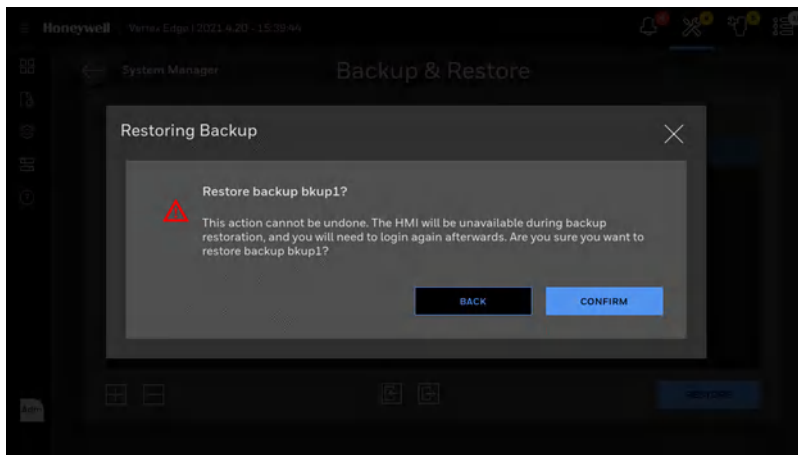 Honeywell
Vertex Edge | 2021.4.20 - 15:39:44
System Manager
Backup & Restore
Restoring Backup
Restore backup bkup1?
This action cannot be undone. The HMI will be unavailable during backup
restoration, and you will need to login again afterwards. Are you sure you want to
restore backup bkup1?
BACK
CONFIRM
RESTORE